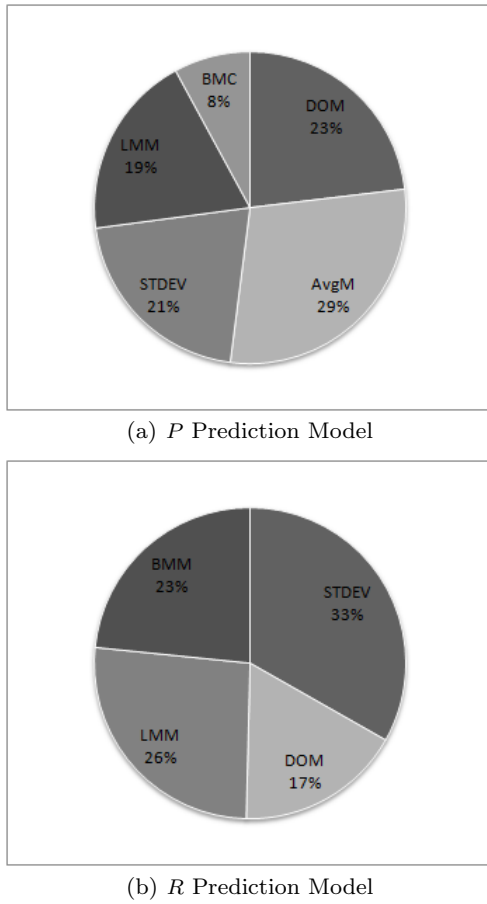 BMC
8%
DOM
23%
LMM
19%
AvgM
29%
STDEV
21%
(a) P Prediction Model
BMM
23%
STDEV
33%
LMM
26%
DOM
17%
(b) R Prediction Model